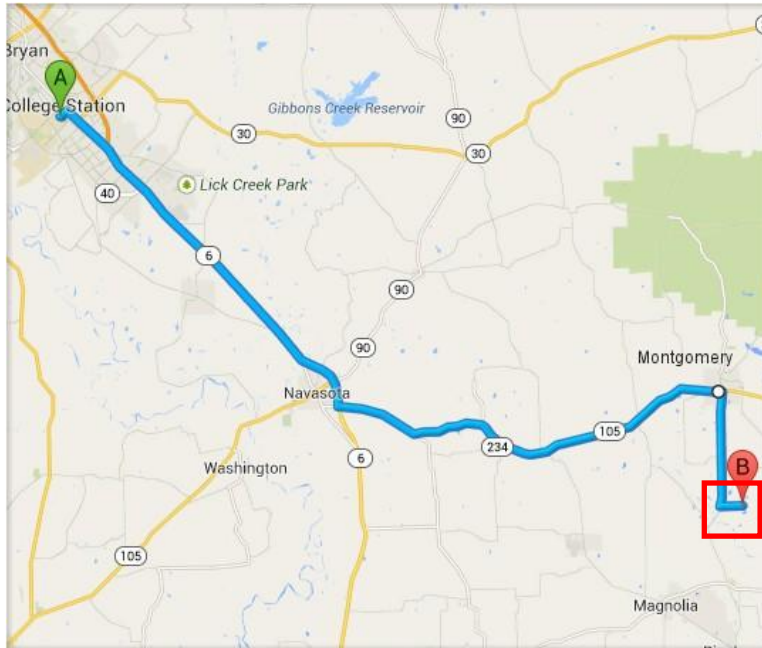 Bryan
A
College Station
Gibbons Creek Reservoir
90
30
30
Lick Creek Park
40
6
90
90
Montgomery
Navasota
105
234
B
6
Washington
105
Magnolia